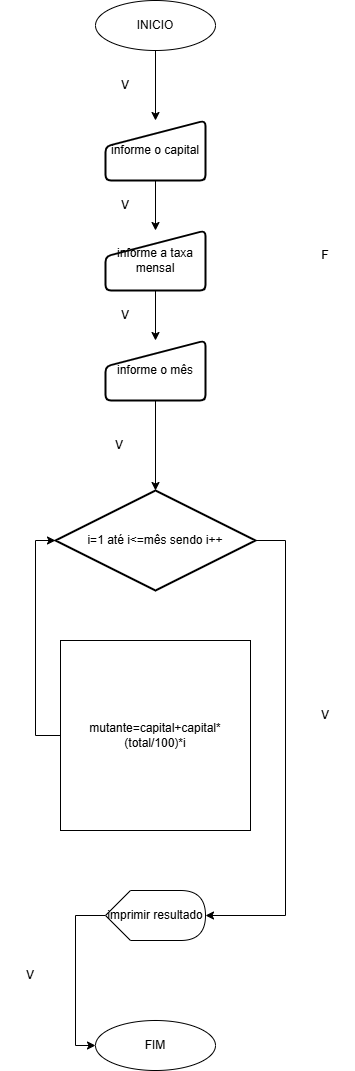 INICIO
V
informe o capital
V
informe a taxa
mensal
F
V
informe o mês
V
i=1 até i<=mês sendo i++
mutante=capital+capital*
(total/100)*i
V
imprimir resultado
V
FIM